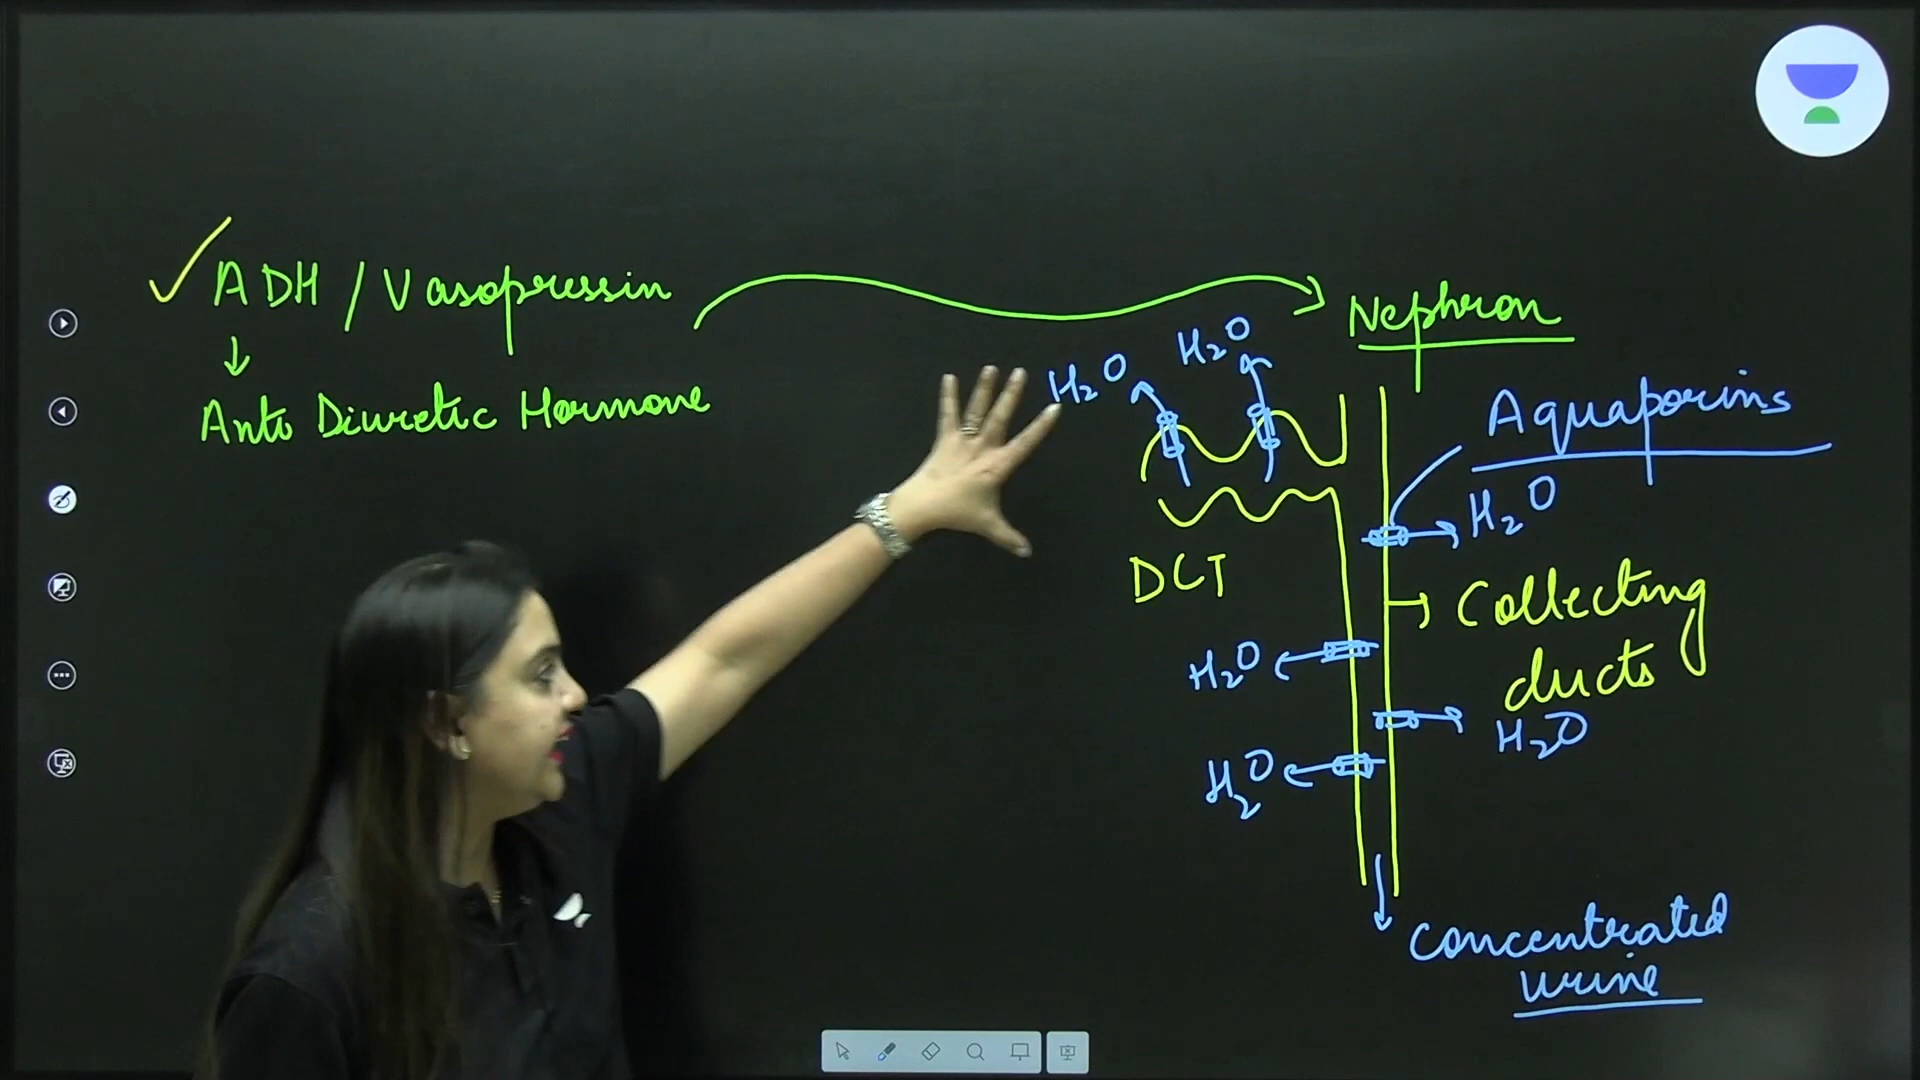 ADH / Vasopressin
Anti Diuretic Hormone
Nephron
H2O
H2O
Aquaporins
H2O
DCT
Collecting
ducts
H2O
H2O
H2O
Concentrated
urine